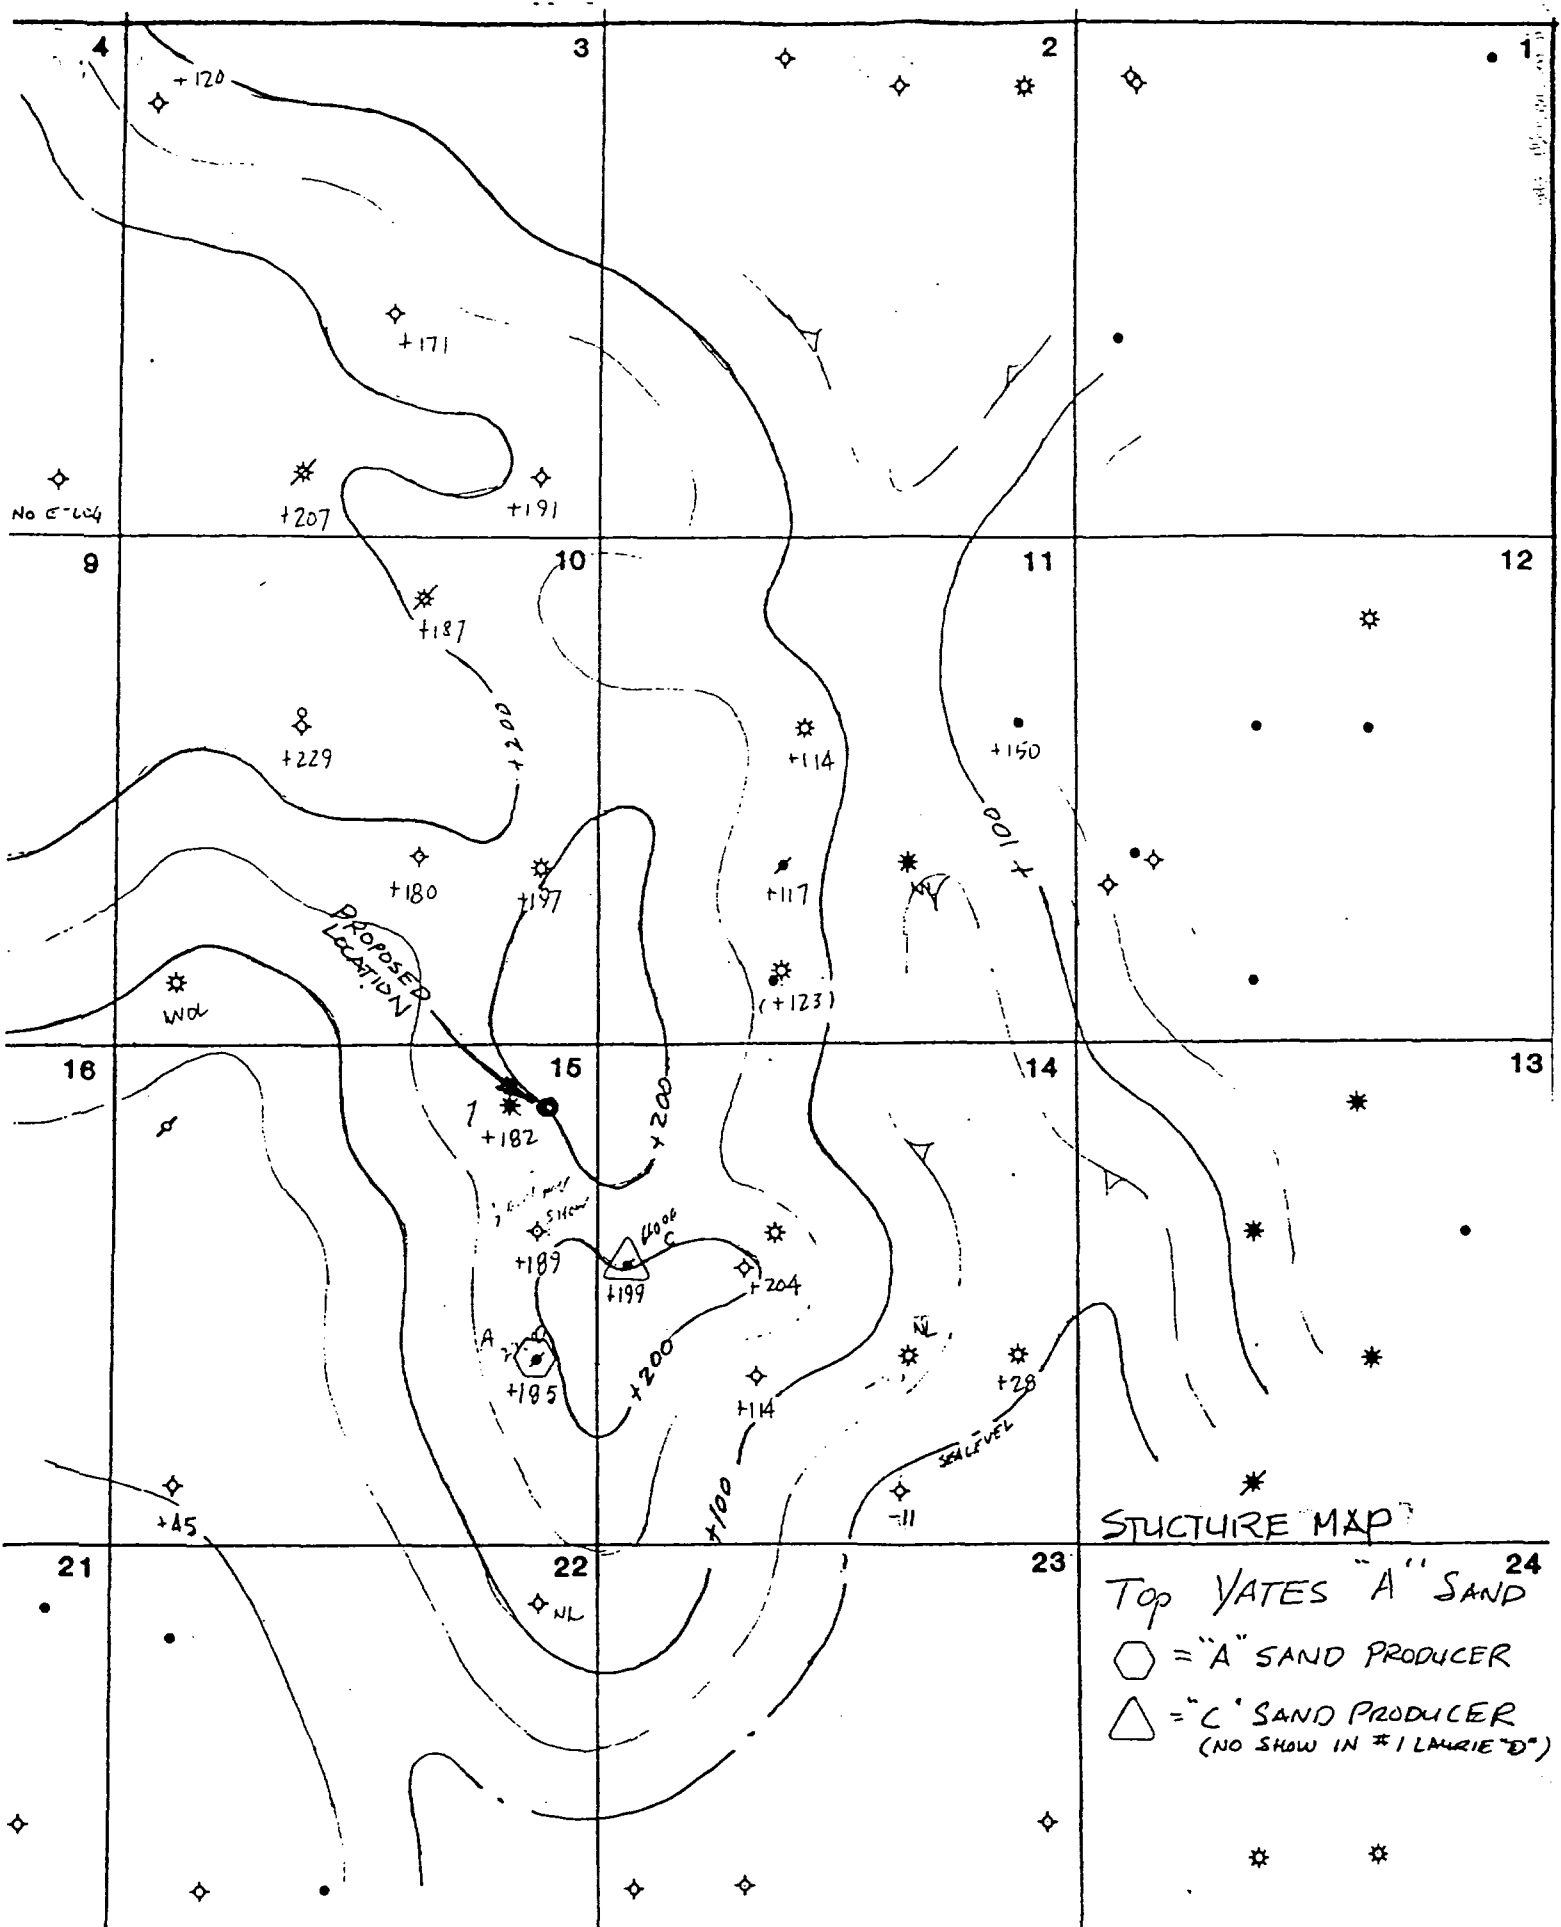 4
3
2
1
+120
+171
NO E-LOG
+207
+191
9
10
11
12
+187
+200
+229
+114
+150
+180
+197
+117
NL
+100
PROPOSED
LOCATION
(+123)
16
15
14
13
1
+182
+200
SHOW
C
+189
+199
+204
A
NL
+185
+200
+114
+28
SEALEVEL
+45
+100
-11
STUCTURE MAP
21
22
23
24
TOP YATES "A" SAND
NL
= "A" SAND PRODUCER
= "C" SAND PRODUCER
(NO SHOW IN #1 LAURIE "D")